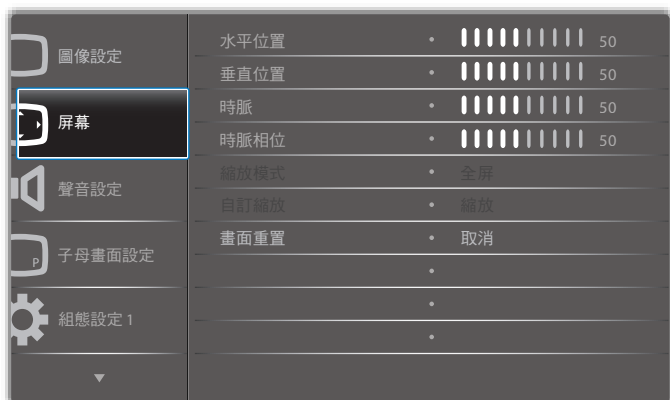 圖像設定
屏幕
聲音設定
P
子母畫面設定
組態設定 1
水平位置 • 50
垂直位置 • 50
時脈 • 50
時脈相位 • 50
縮放模式 • 全屏
自訂縮放 • 縮放
畫面重置 • 取消
•
•
•